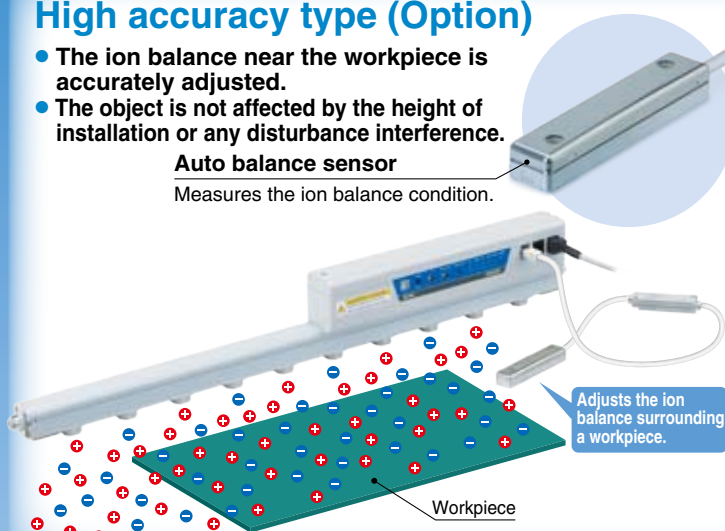 High accuracy type (Option)
● The ion balance near the workpiece is
accurately adjusted.
● The object is not affected by the height of
installation or any disturbance interference.
Auto balance sensor
Measures the ion balance condition.
Adjusts the ion
balance surrounding
a workpiece.
Workpiece